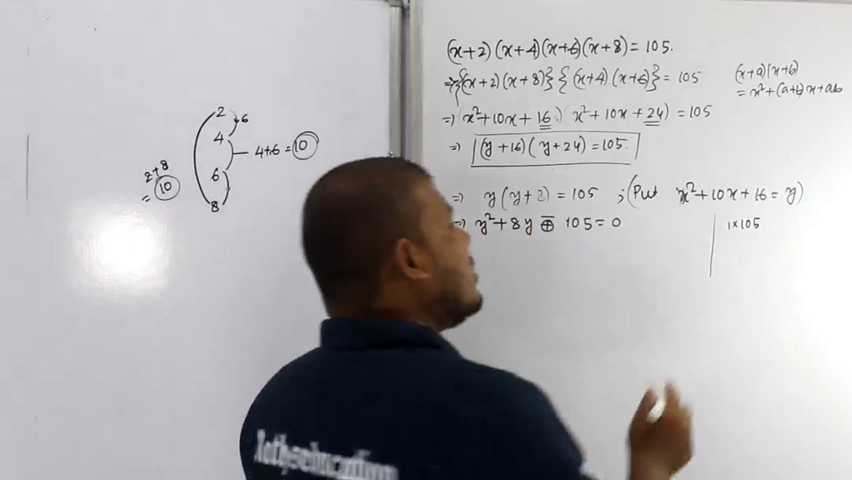 2
6
4
4+6 = 10
6
2+8
= 10
8
(x+2)(x+4)(x+6)(x+8) = 105.
=> {(x+2)(x+8)} {(x+4)(x+6)} = 105
(x+a)(x+b)
= x²+(a+b)x+ab
=> (x²+10x+16) (x²+10x+24) = 105
=> (y+16)(y+24) = 105.
=> y(y+2) = 105 ; (Put x²+10x+16 = y)
=> y²+8y - 105 = 0
1×105